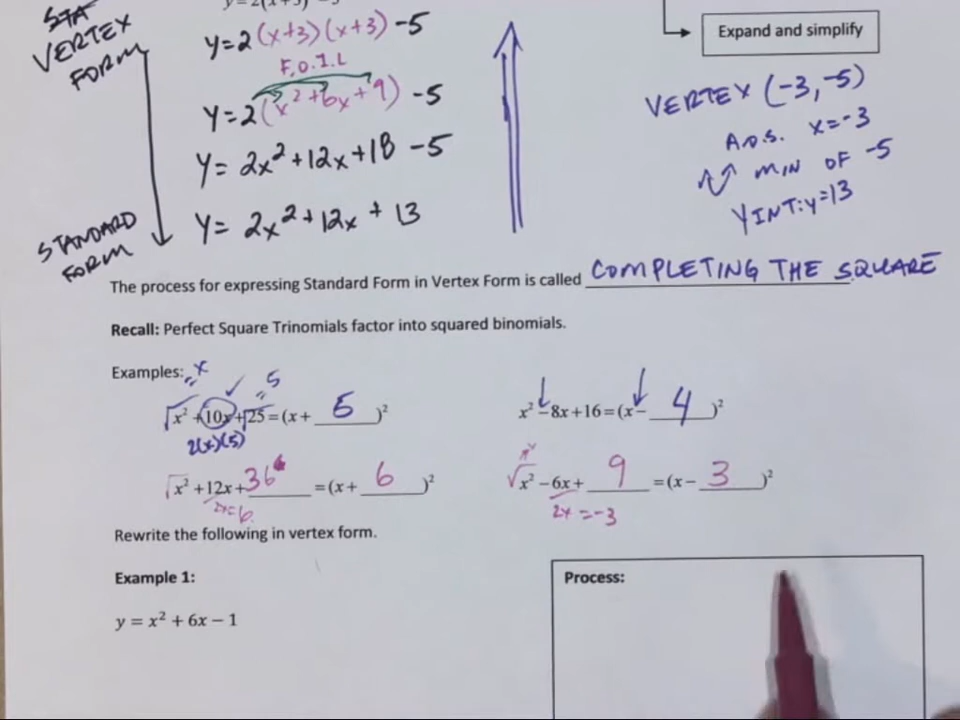 STA
VERTEX FORM
y=2(x+3)(x+3) -5
F.O.I.L
y=2(x²+6x+9) -5
y= 2x²+12x+18 -5
y= 2x²+12x + 13
STANDARD FORM
Expand and simplify
VERTEX (-3,-5)
A.O.S. x=-3
MIN OF -5
YINT: y=13
The process for expressing Standard Form in Vertex Form is called COMPLETING THE SQUARE
Recall: Perfect Square Trinomials factor into squared binomials.
Examples: x 5
√x² +10x+√25 = (x+ 5 )²
2(x)(5)
x² −8x+16 = (x− 4 )²
√x² +12x+ 36 = (x+ 6 )²
2x = 6
√x² −6x+ 9 = (x− 3 )²
2x = -3
Rewrite the following in vertex form.
Example 1:
y = x² + 6x − 1
Process: